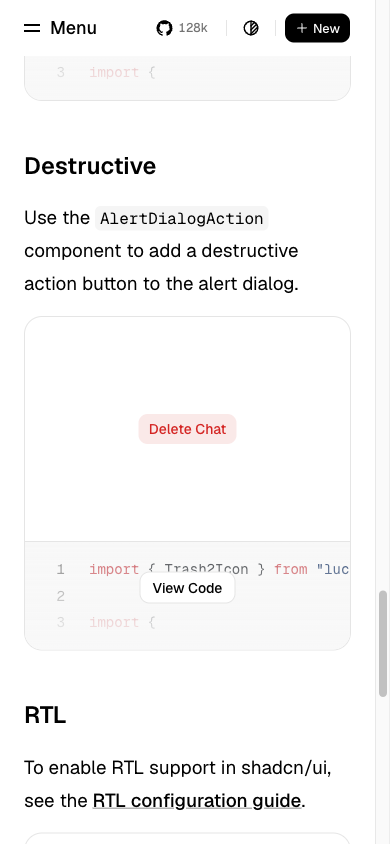 Menu 128k + New
3 import {
Destructive
Use the AlertDialogAction
component to add a destructive
action button to the alert dialog.
Delete Chat
1 import { Trash2Icon } from "luc
View Code
2
3 import {
RTL
To enable RTL support in shadcn/ui,
see the RTL configuration guide.